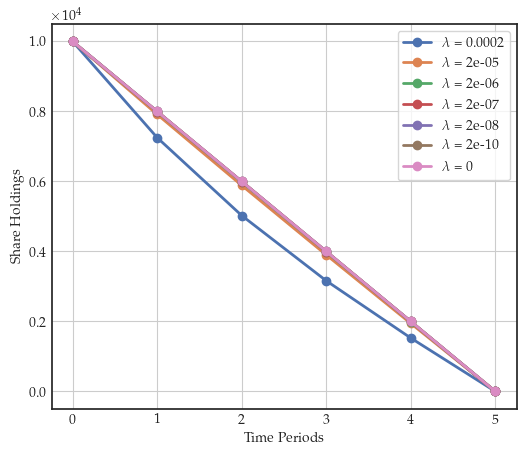 ×10⁴
1.0
0.8
0.6
0.4
0.2
0.0
Share Holdings
0 1 2 3 4 5
Time Periods
λ = 0.0002
λ = 2e-05
λ = 2e-06
λ = 2e-07
λ = 2e-08
λ = 2e-10
λ = 0